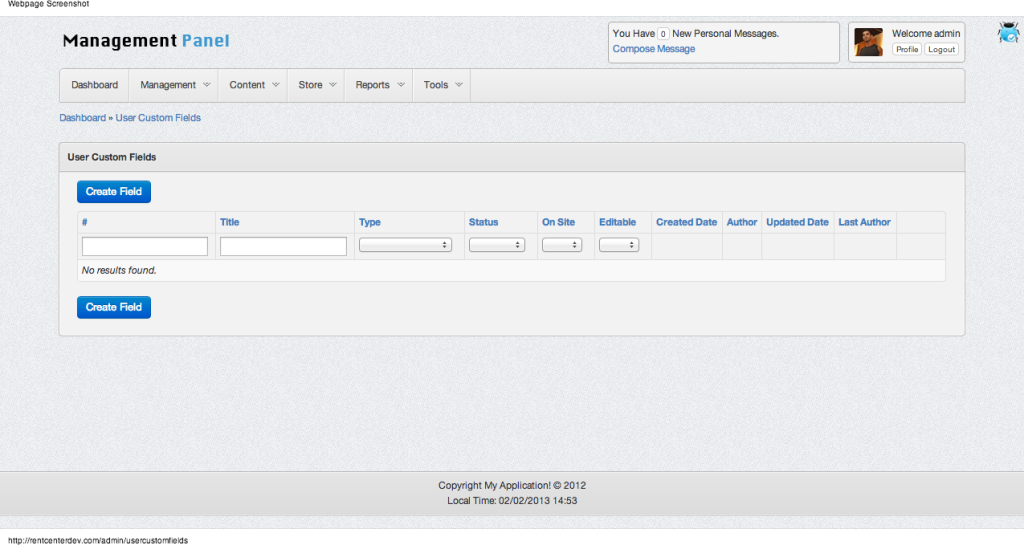 Webpage Screenshot
Management Panel
You Have 0 New Personal Messages.
Compose Message
Welcome admin
Profile Logout
Dashboard Management Content Store Reports Tools
Dashboard » User Custom Fields
User Custom Fields
Create Field
# Title Type Status On Site Editable Created Date Author Updated Date Last Author
No results found.
Create Field
Copyright My Application! © 2012
Local Time: 02/02/2013 14:53
http://rentcenterdev.com/admin/usercustomfields